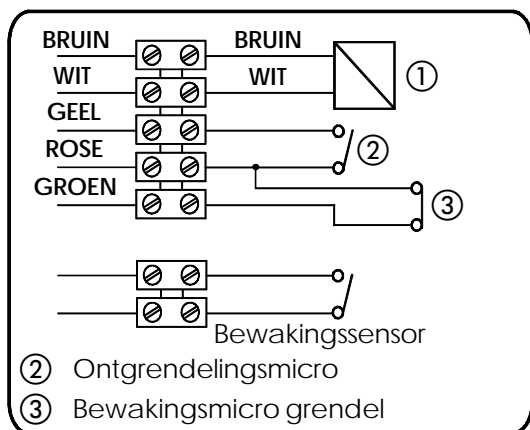 BRUIN BRUIN
WIT WIT ①
GEEL
ROSE ②
GROEN ③
Bewakingssensor
② Ontgrendelingsmicro
③ Bewakingsmicro grendel